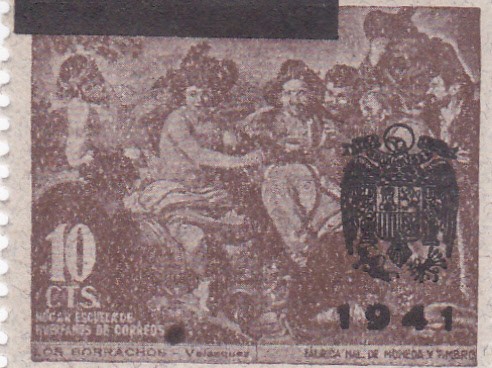 10
CTS.
HOGAR ESCUELA DE
HUERFANOS DE CORREOS
LOS BORRACHOS - Velazquez
FABRICA NAL. DE MONEDA Y TIMBRE
1941